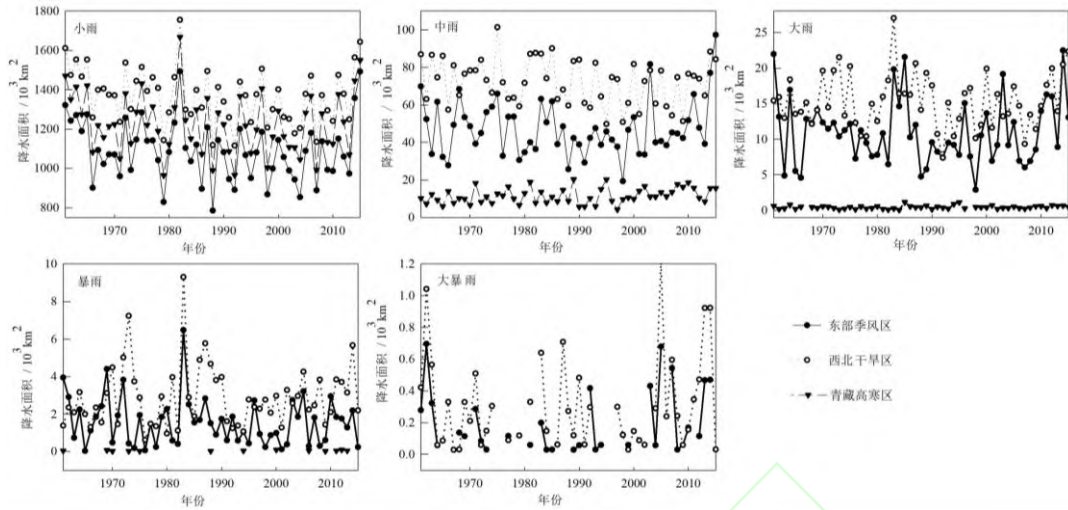 小雨
1800
1600
1400
1200
1000
800
降水面积 / 10³ km²
1970 1980 1990 2000 2010
年份
中雨
100
80
60
40
20
0
降水面积 / 10³ km²
1970 1980 1990 2000 2010
年份
大雨
25
20
15
10
5
0
降水面积 / 10³ km²
1970 1980 1990 2000 2010
年份
暴雨
10
8
6
4
2
0
降水面积 / 10³ km²
1970 1980 1990 2000 2010
年份
大暴雨
1.2
1.0
0.8
0.6
0.4
0.2
0.0
降水面积 / 10³ km²
1970 1980 1990 2000 2010
年份
东部季风区
西北干旱区
青藏高寒区